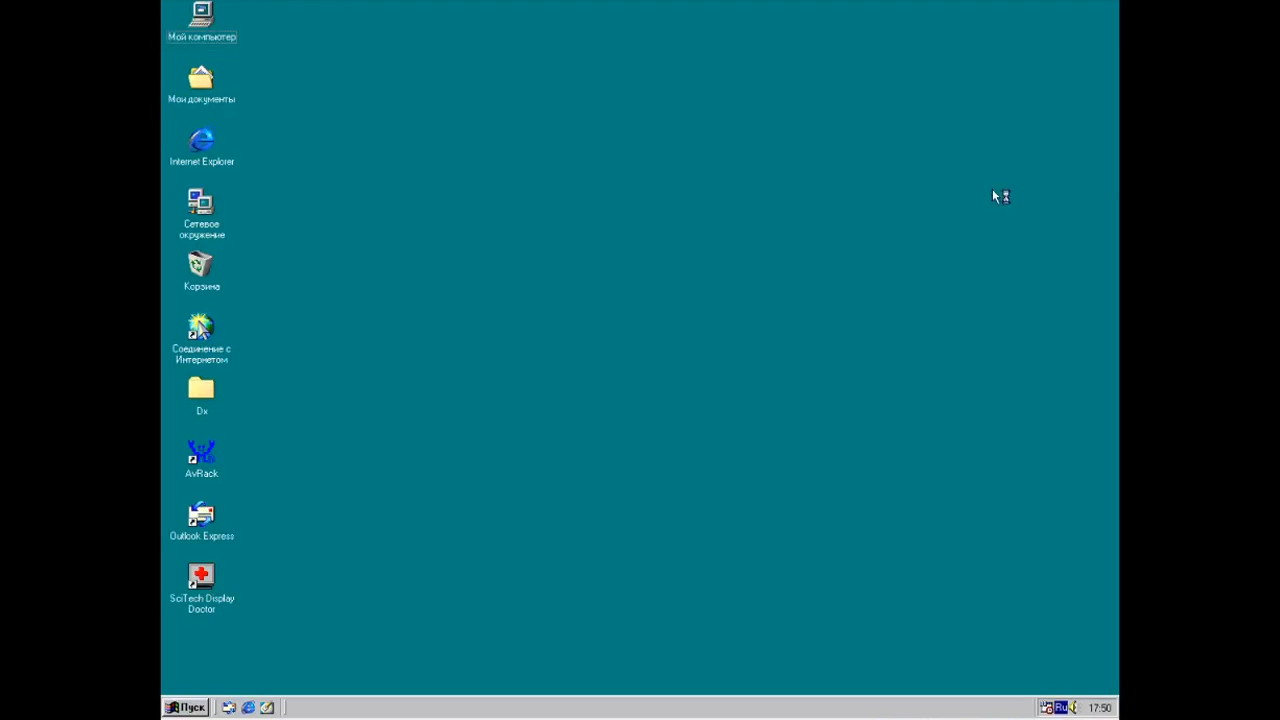 Мой компьютер
Мои документы
Internet Explorer
Сетевое
окружение
Корзина
Соединение с
Интернетом
Dx
AvRack
Outlook Express
SciTech Display
Doctor
Пуск
Ru
17:50